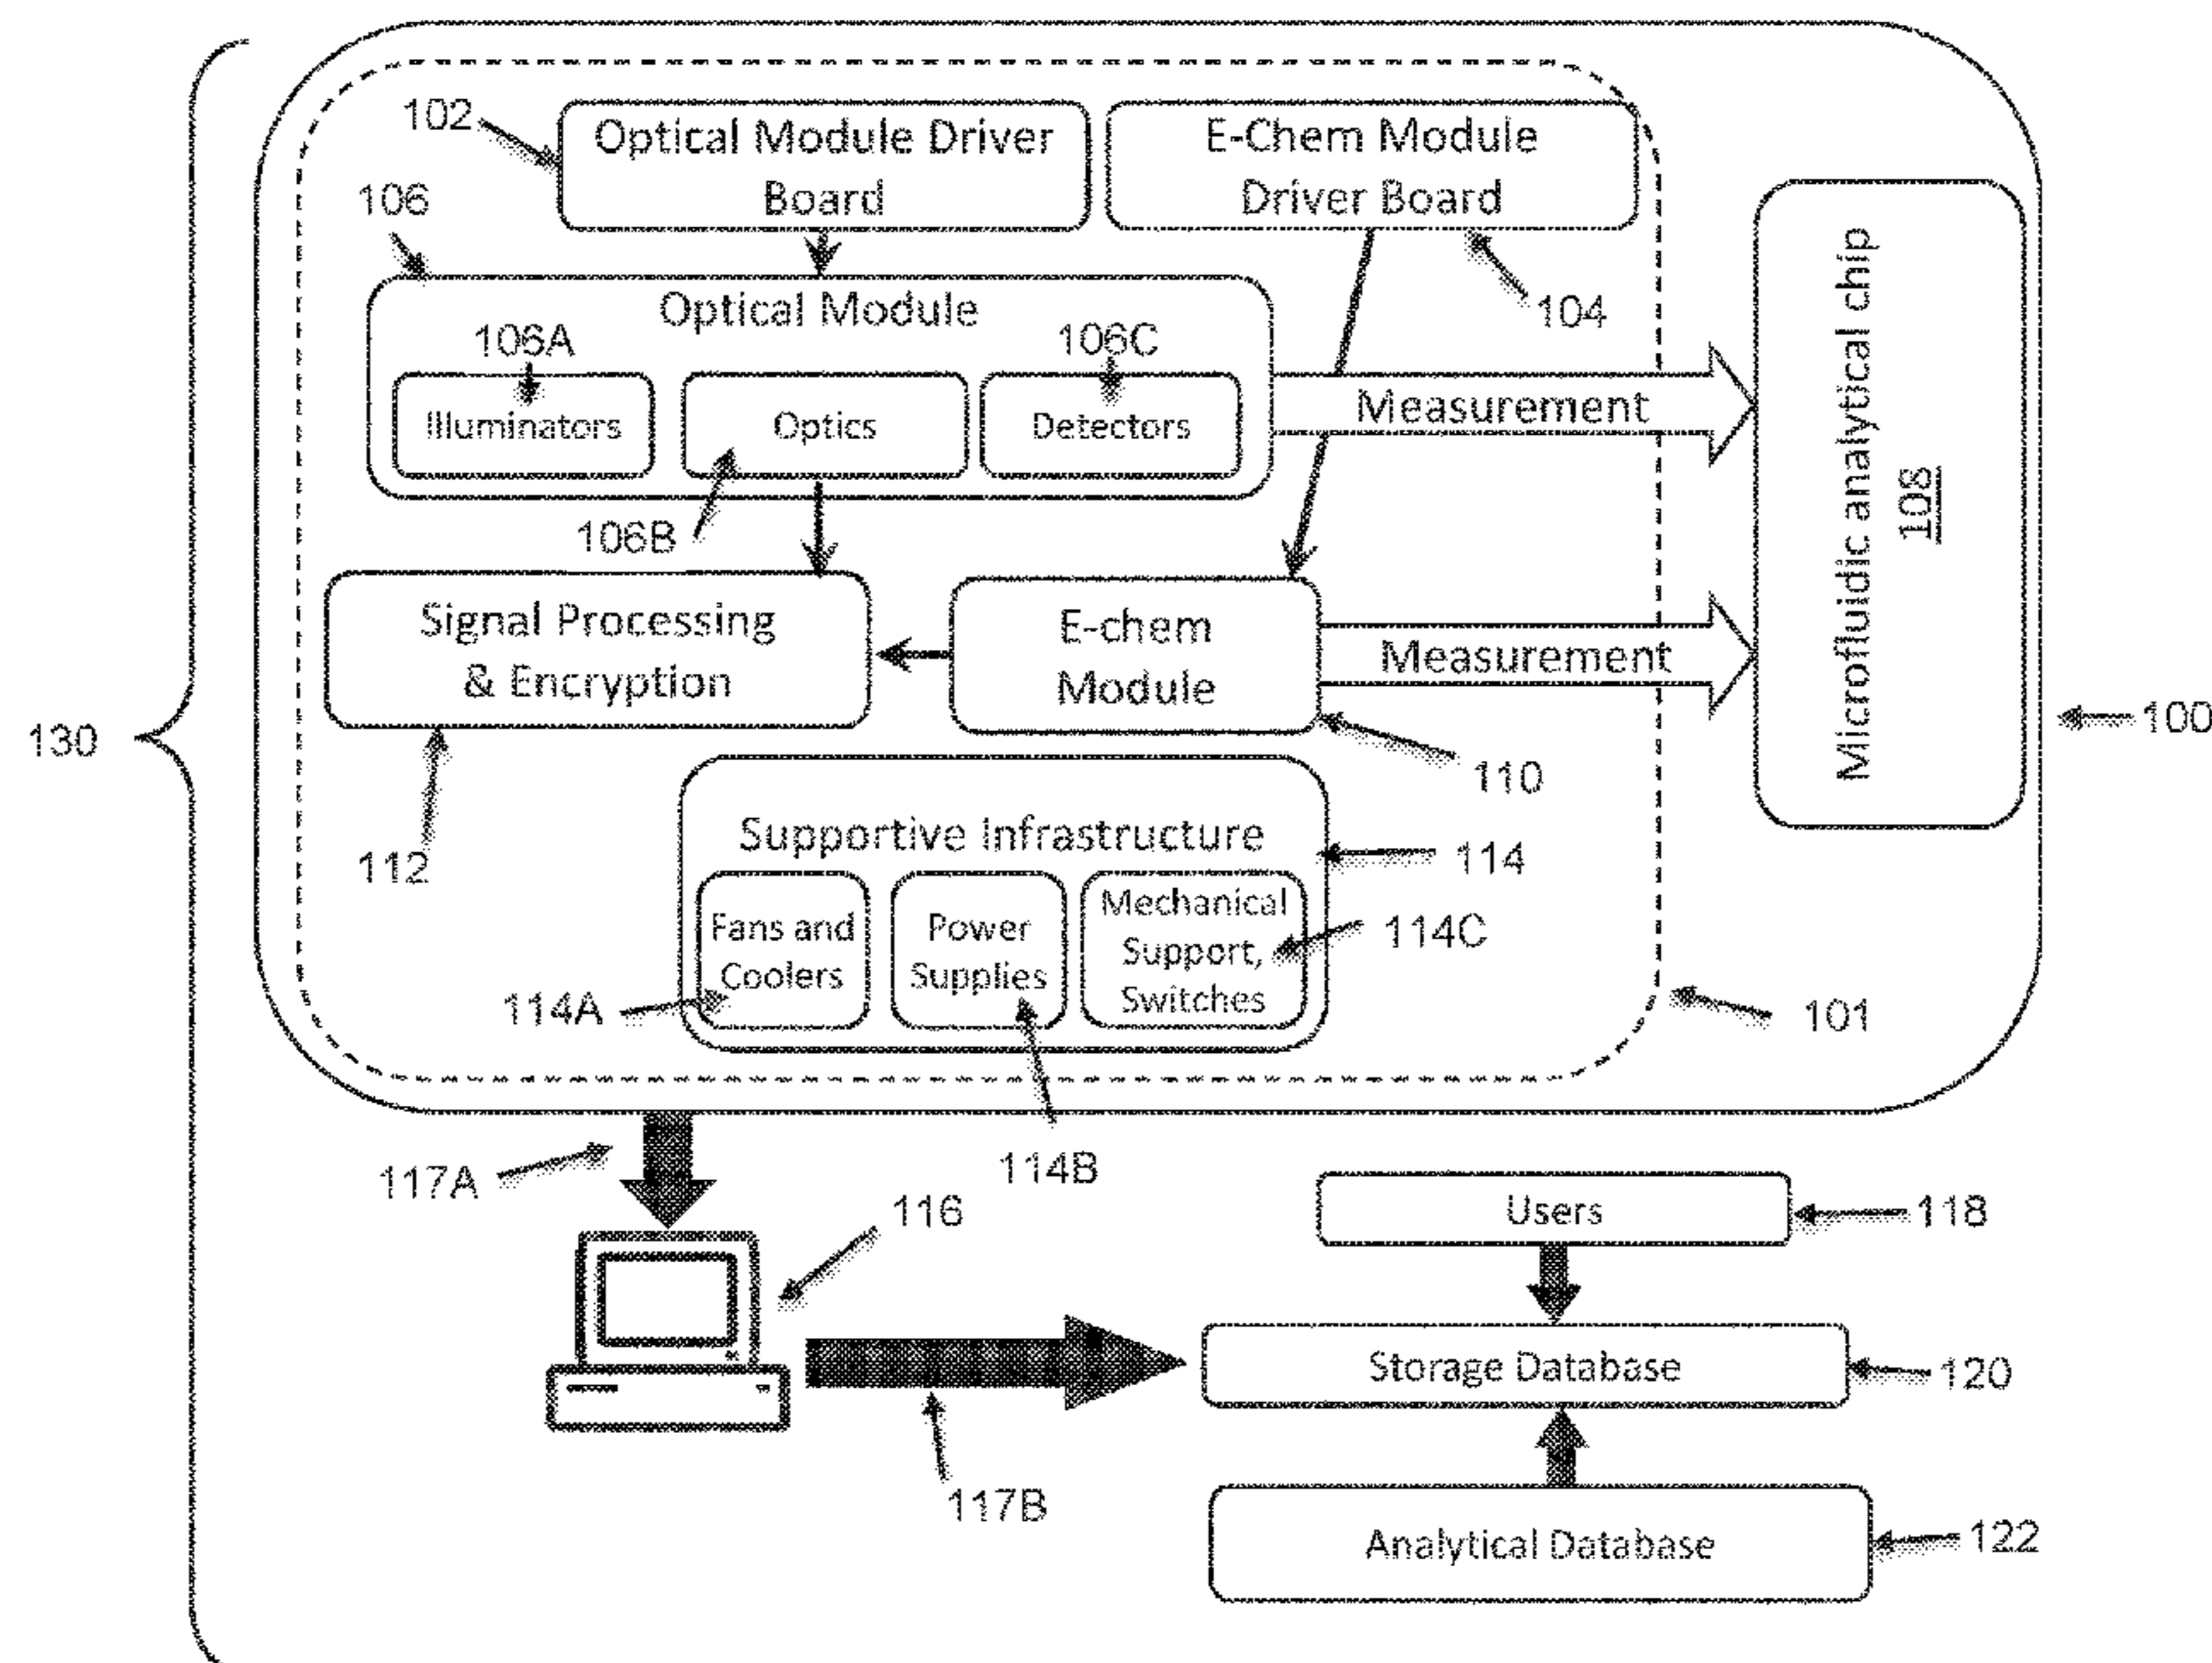 102
Optical Module Driver
Board
E-Chem Module
Driver Board
106
104
Optical Module
106A
106C
Illuminators
Optics
Detectors
Measurement
106B
Microfluidic analytical chip
108
Signal Processing
& Encryption
E-chem
Module
Measurement
130
100
110
112
Supportive Infrastructure
114
Fans and
Coolers
Power
Supplies
Mechanical
Support,
Switches
114C
114A
101
114B
117A
116
Users
118
Storage Database
120
117B
Analytical Database
122